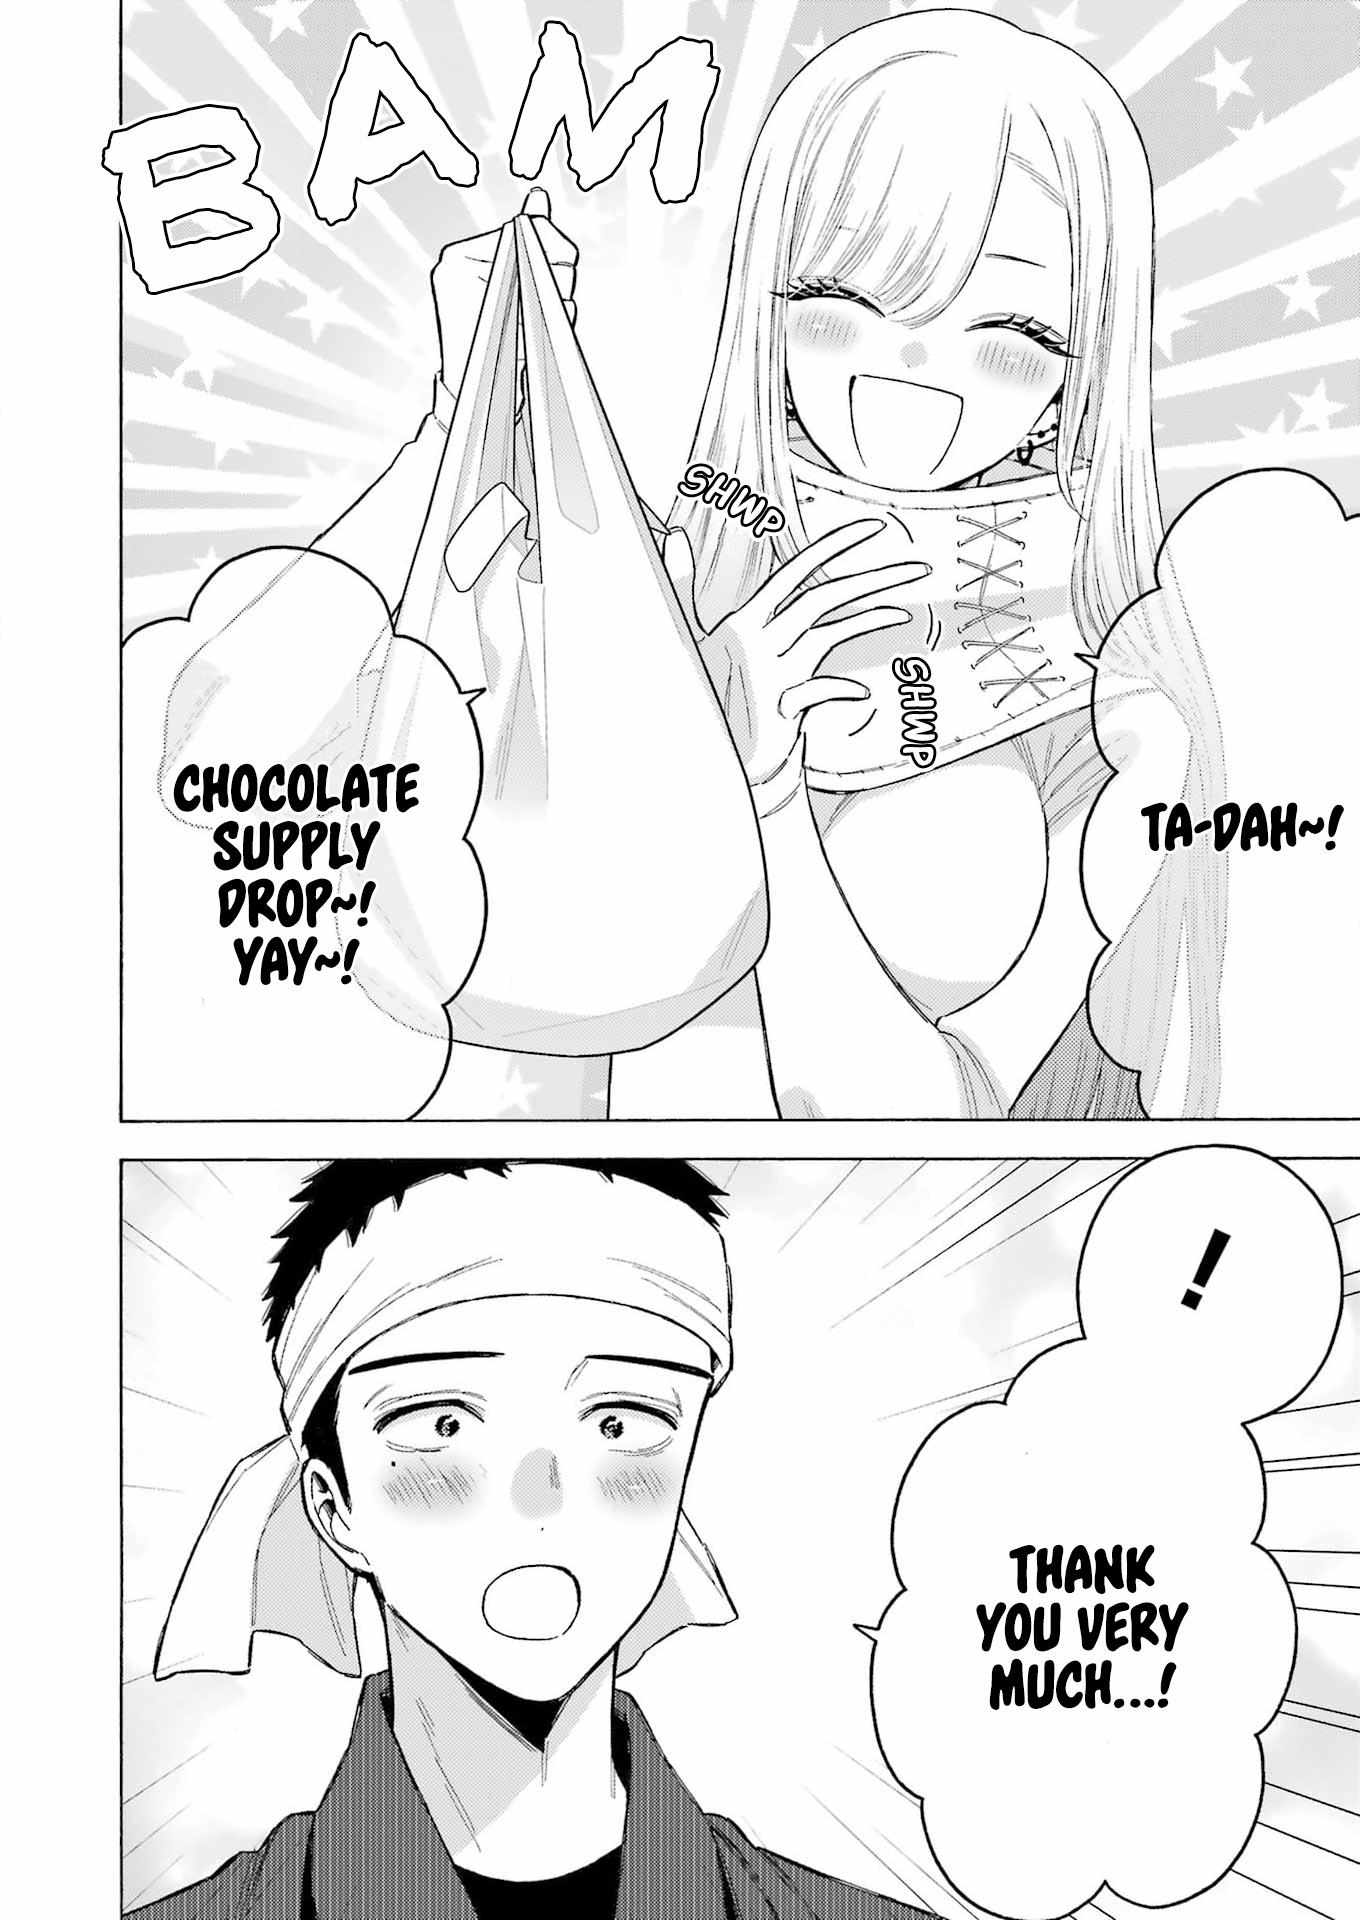 BAM
TA-DAH~!
SHWP
SHWP
CHOCOLATE
SUPPLY
DROP~!
YAY~!
!
THANK
YOU VERY
MUCH...!